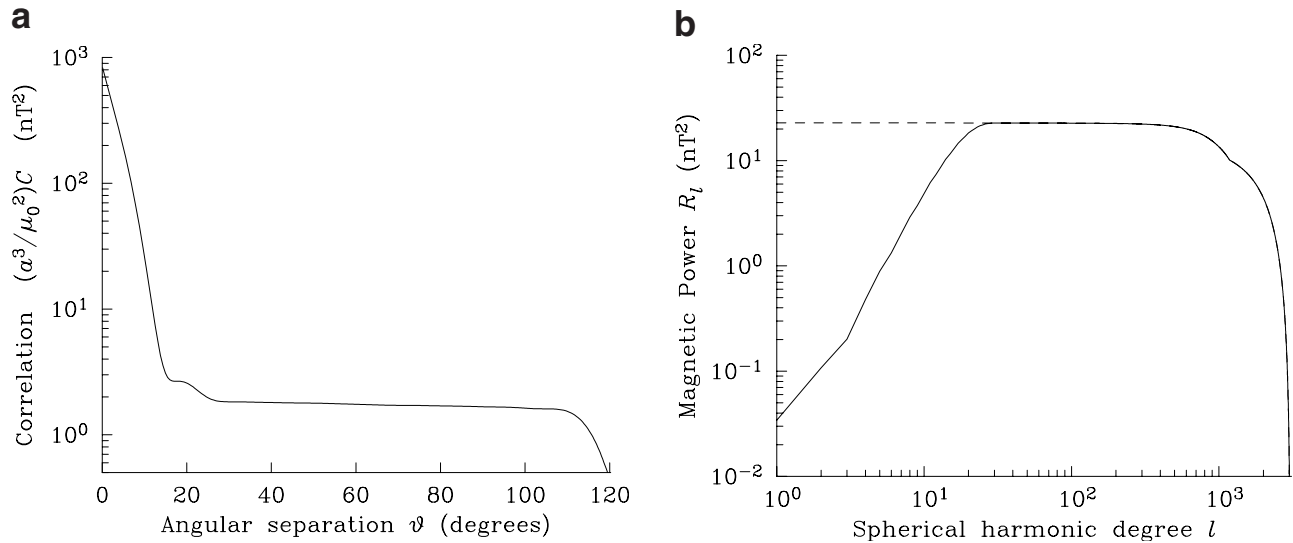 a
Correlation (a³/μ₀²)C (nT²)
10³
10²
10¹
10⁰
0 20 40 60 80 100 120
Angular separation ϑ (degrees)
b
Magnetic Power R_l (nT²)
10²
10¹
10⁰
10⁻¹
10⁻²
10⁰ 10¹ 10² 10³
Spherical harmonic degree l